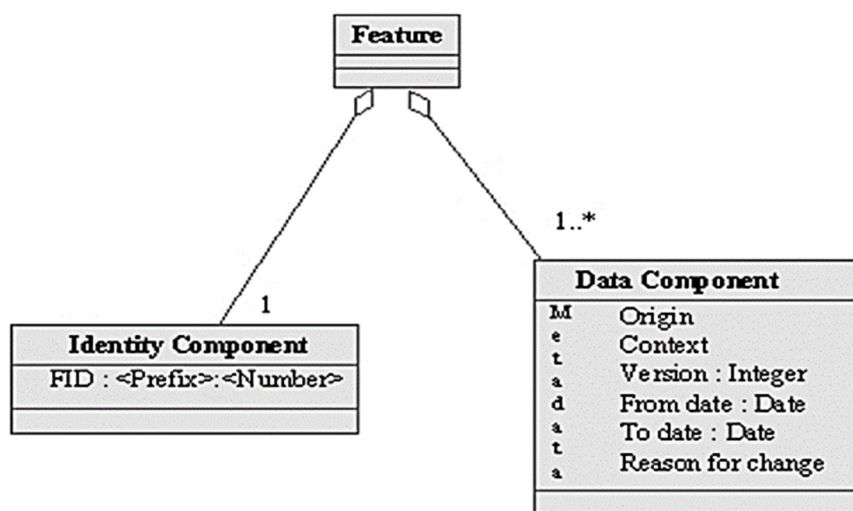 Feature
1..*
1
Data Component
Identity Component
FID : <Prefix>:<Number>
Metadata
Origin
Context
Version : Integer
From date : Date
To date : Date
Reason for change